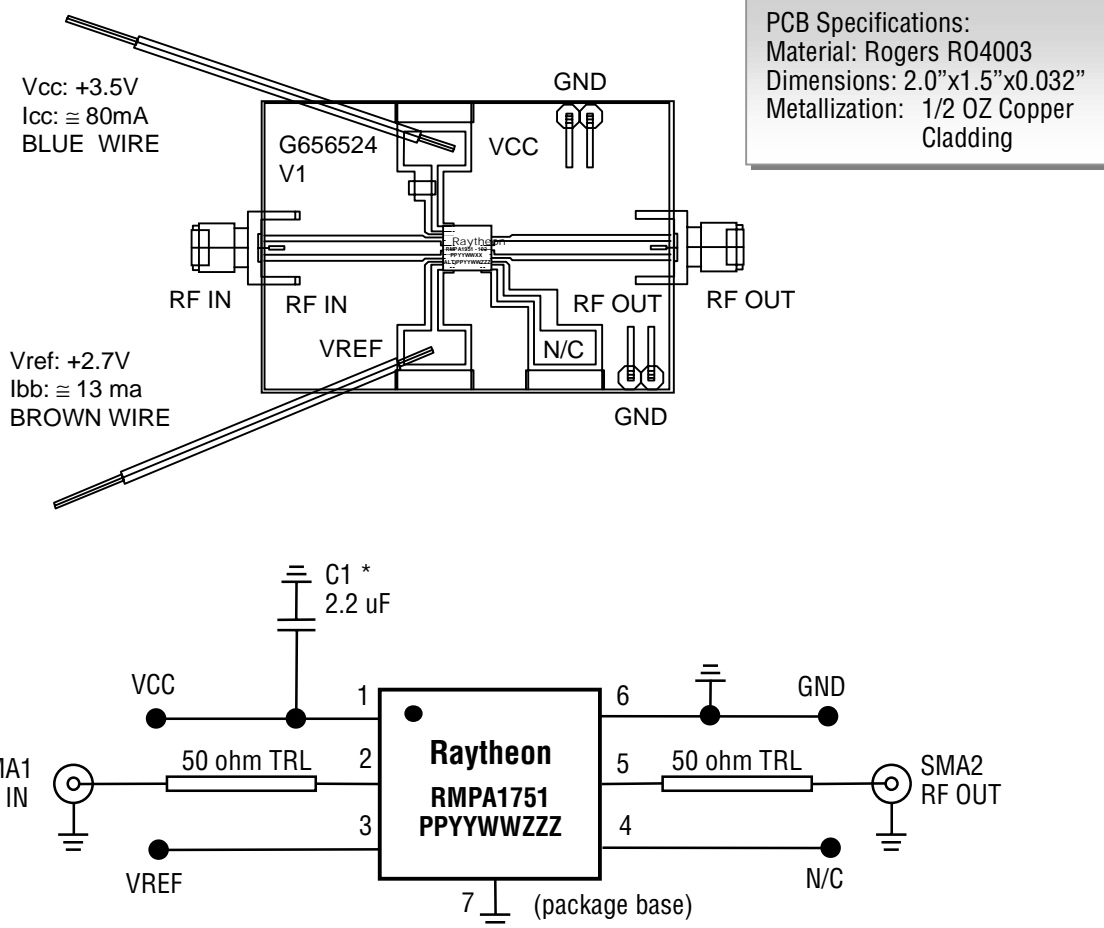 PCB Specifications:
Material: Rogers RO4003
Dimensions: 2.0”x1.5”x0.032”
Metallization: 1/2 OZ Copper
Cladding
Vcc: +3.5V
Icc: ≅ 80mA
BLUE WIRE
GND
G656524
V1
VCC
Raytheon
RF IN
RF IN
RF OUT
RF OUT
VREF
N/C
Vref: +2.7V
Ibb: ≅ 13 ma
BROWN WIRE
GND
C1 *
2.2 uF
VCC
1
6
GND
MA1
IN
50 ohm TRL
2
Raytheon
RMPA1751
PPYYWWZZZ
5
50 ohm TRL
SMA2
RF OUT
3
4
VREF
N/C
7
(package base)